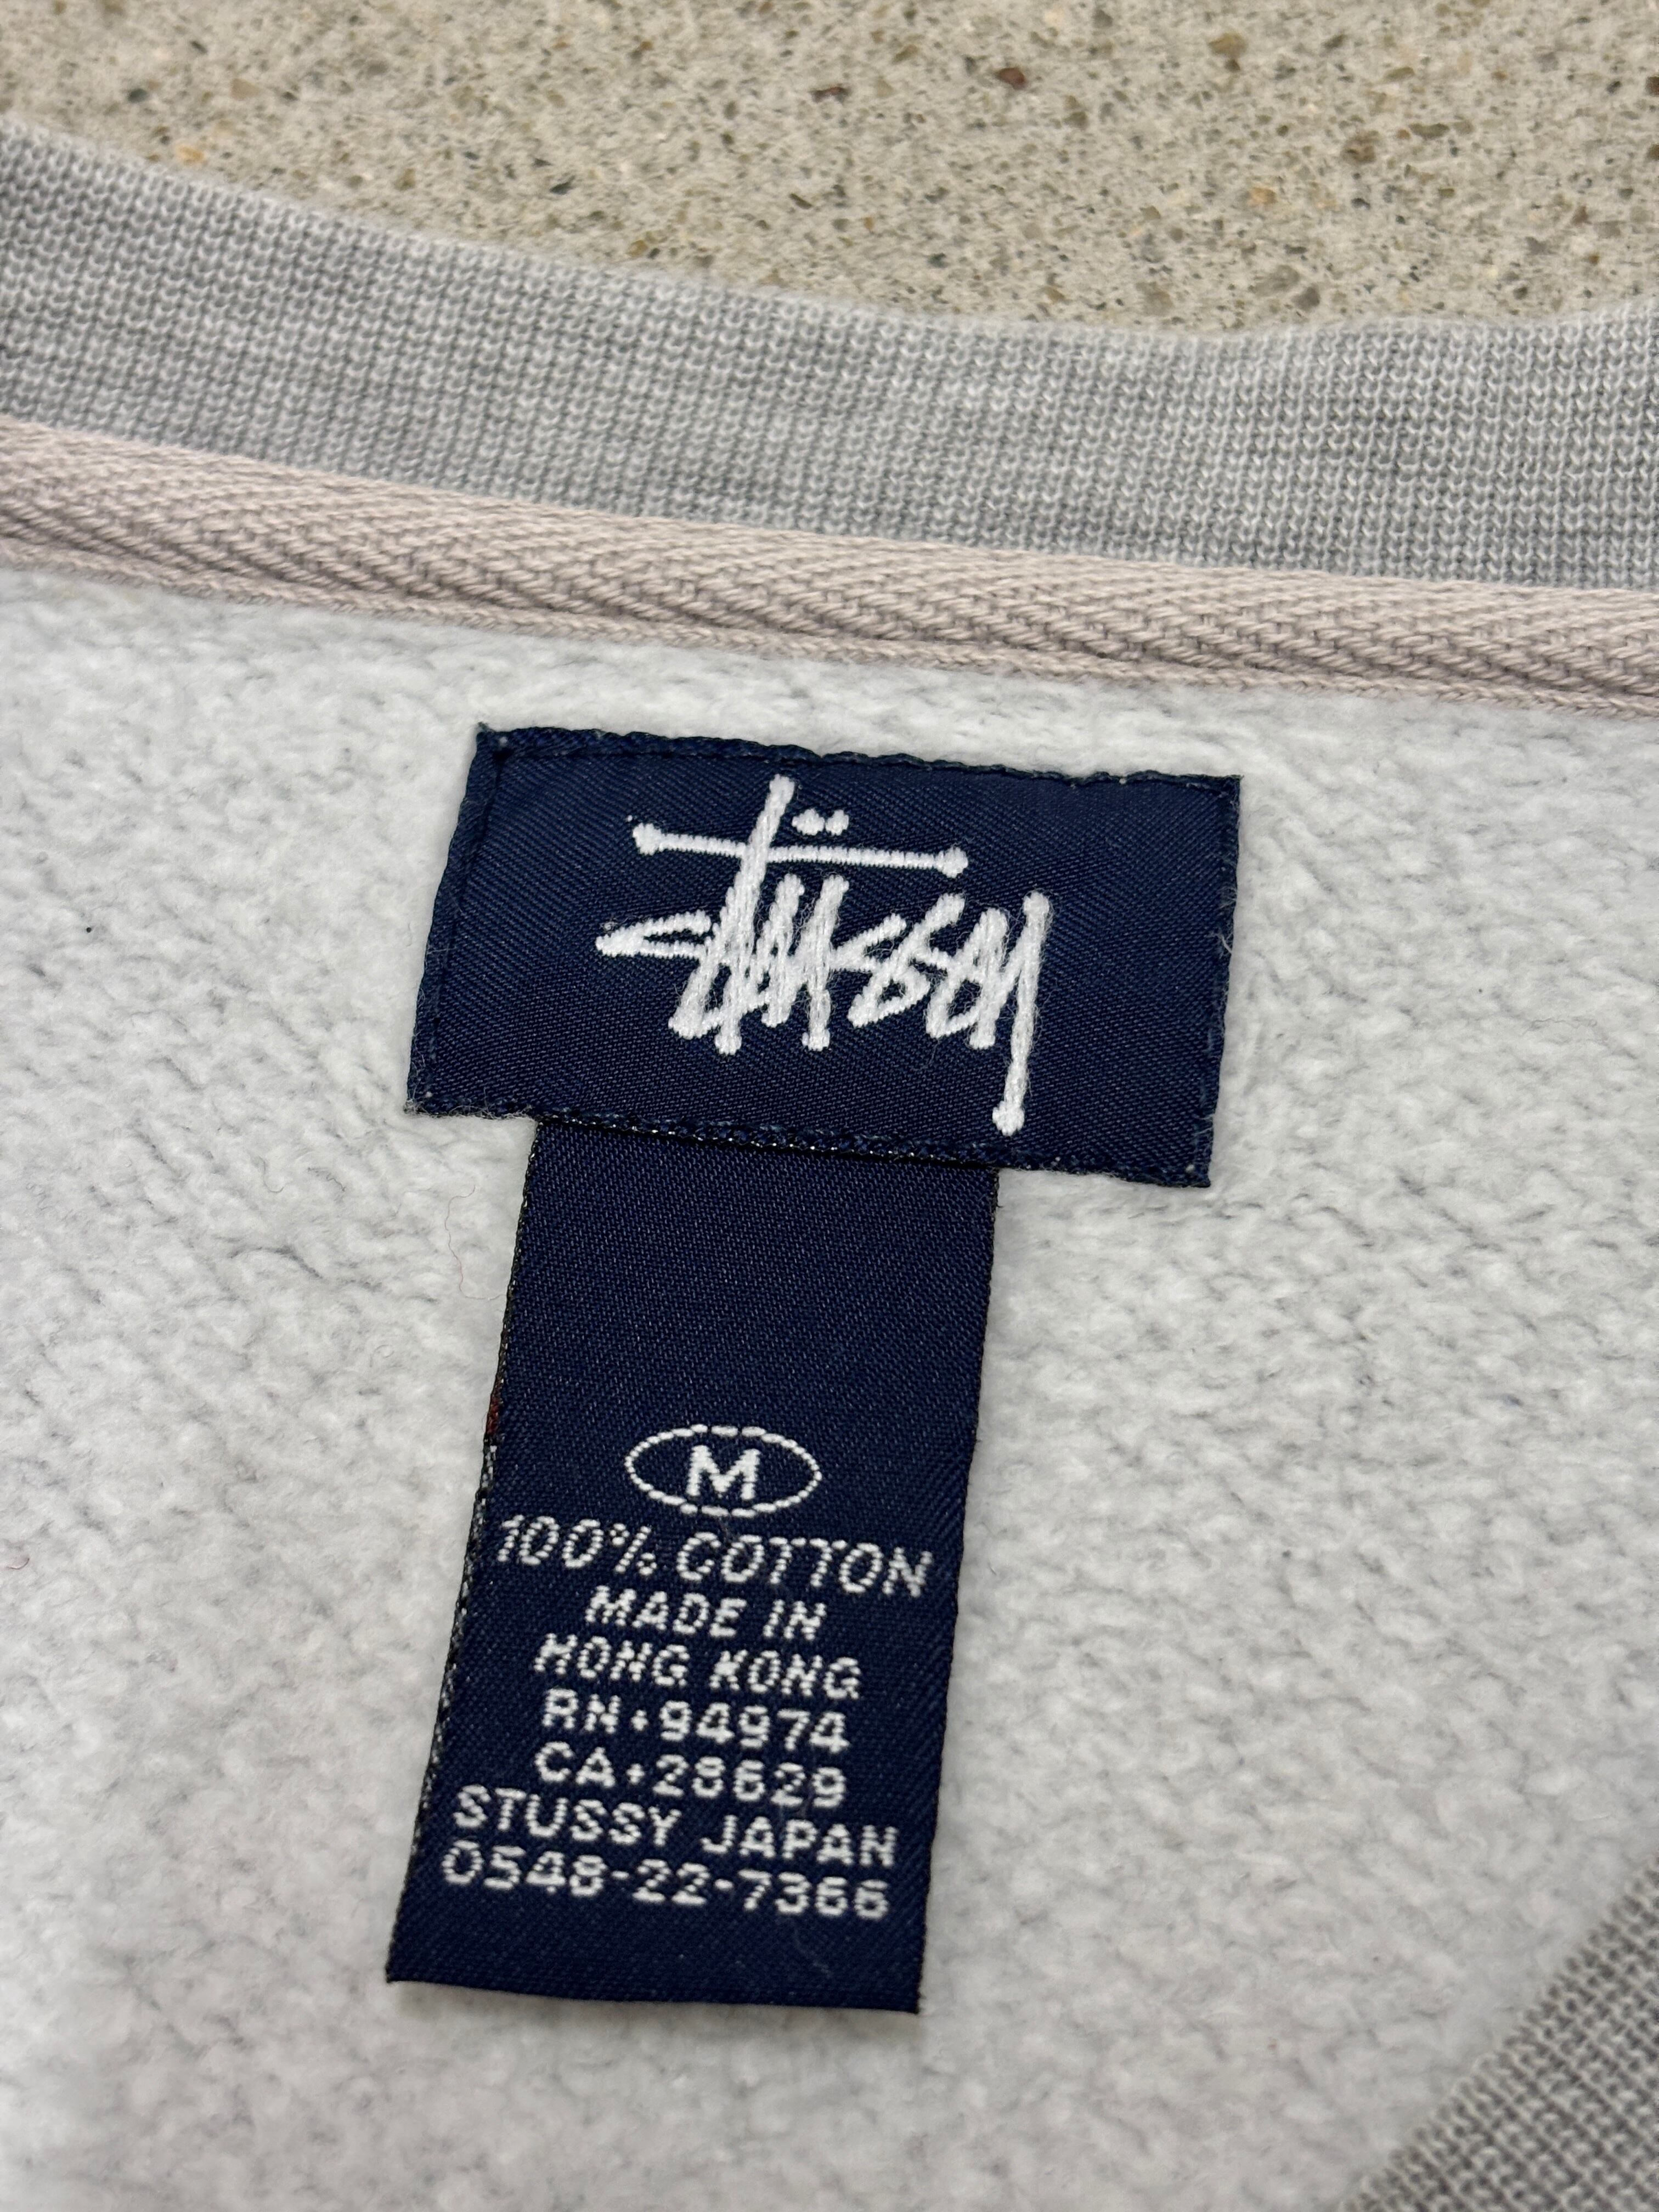 Stüssy
M
100% COTTON
MADE IN
HONG KONG
RN•94974
CA•28629
STUSSY JAPAN
0548-22-7366